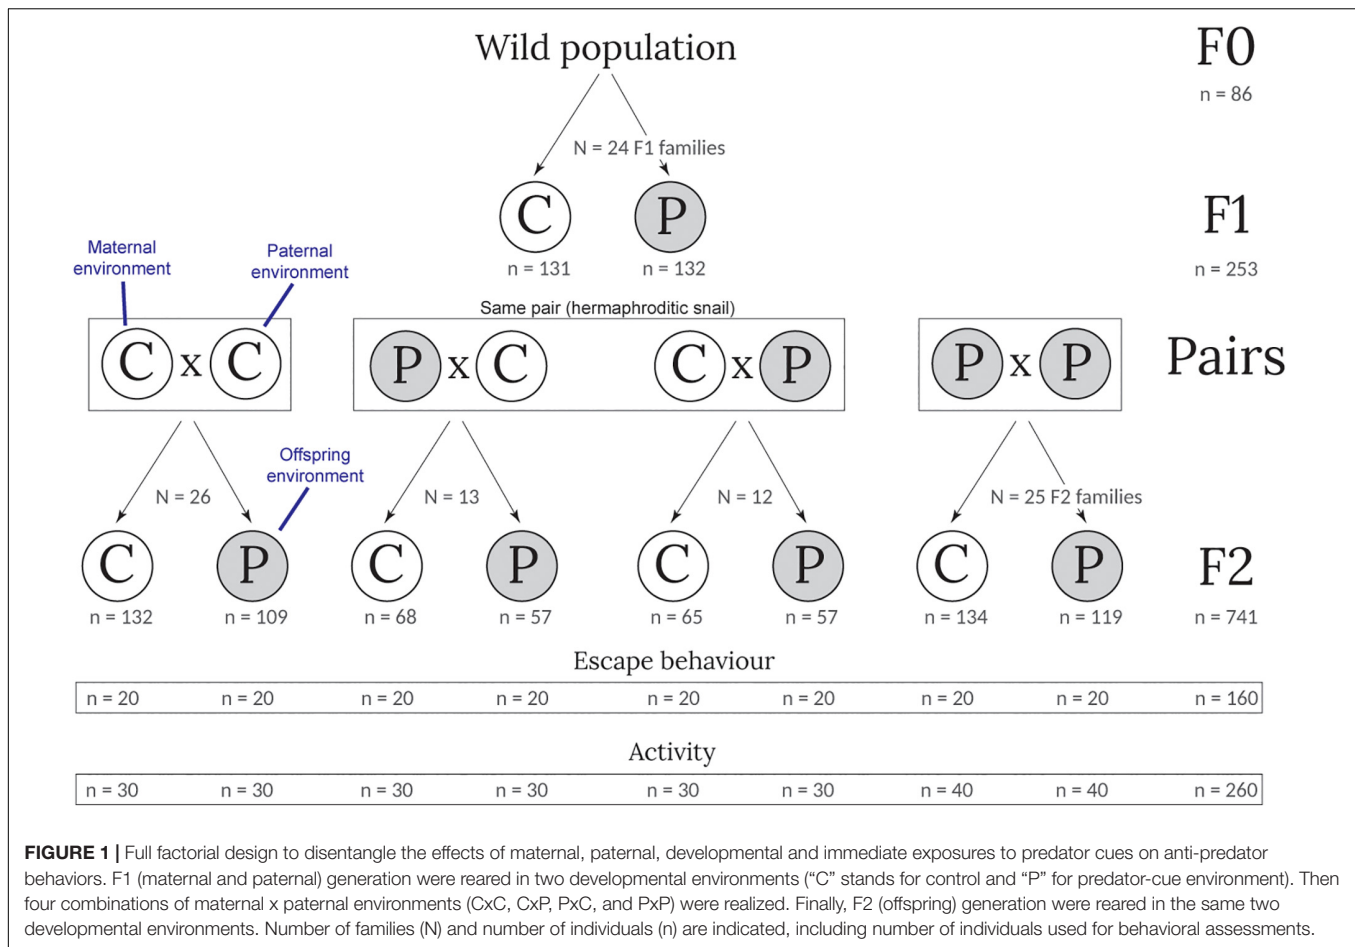 Wild population
F0
n = 86
N = 24 F1 families
C P
F1
n = 131 n = 132
n = 253
Maternal
environment
Paternal
environment
Same pair (hermaphroditic snail)
C x C P x C C x P P x P
Pairs
Offspring
environment
N = 26 N = 13 N = 12 N = 25 F2 families
C P C P C P C P
F2
n = 132 n = 109 n = 68 n = 57 n = 65 n = 57 n = 134 n = 119 n = 741
Escape behaviour
n = 20 n = 20 n = 20 n = 20 n = 20 n = 20 n = 20 n = 20 n = 160
Activity
n = 30 n = 30 n = 30 n = 30 n = 30 n = 30 n = 40 n = 40 n = 260
FIGURE 1 | Full factorial design to disentangle the effects of maternal, paternal, developmental and immediate exposures to predator cues on anti-predator
behaviors. F1 (maternal and paternal) generation were reared in two developmental environments (“C” stands for control and “P” for predator-cue environment). Then
four combinations of maternal x paternal environments (CxC, CxP, PxC, and PxP) were realized. Finally, F2 (offspring) generation were reared in the same two
developmental environments. Number of families (N) and number of individuals (n) are indicated, including number of individuals used for behavioral assessments.